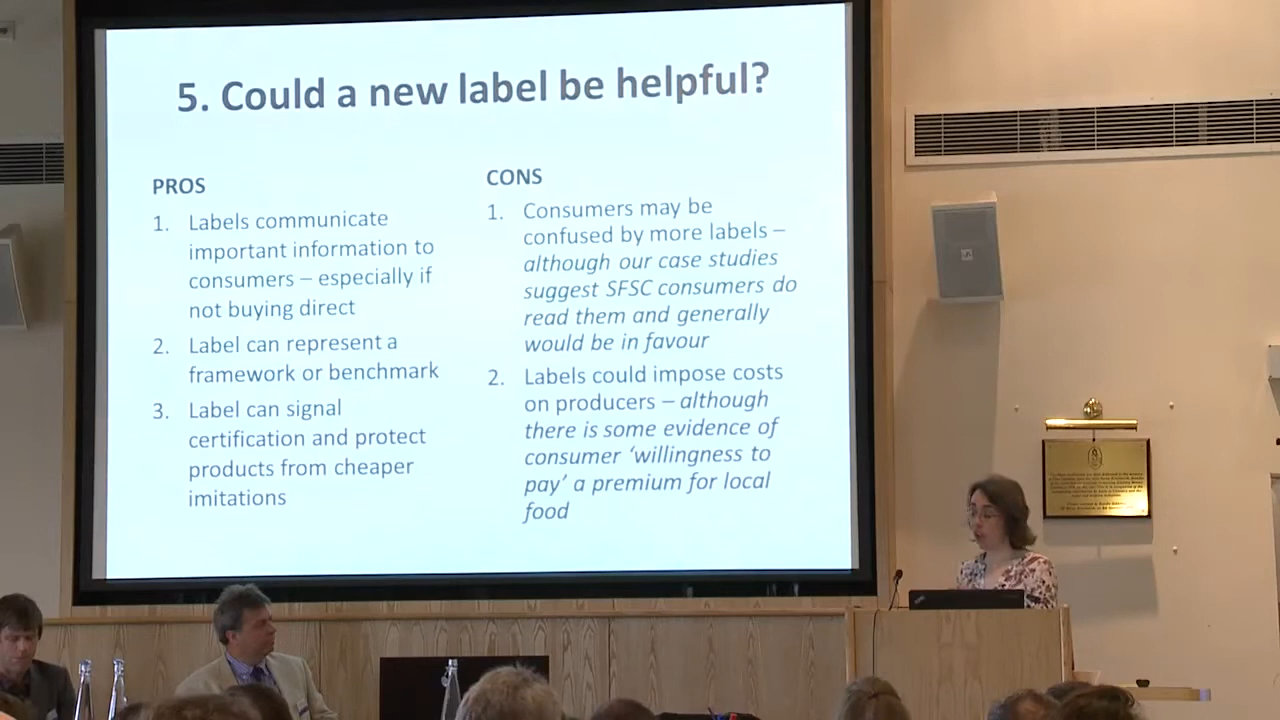 5. Could a new label be helpful?
PROS
1. Labels communicate
important information to
consumers – especially if
not buying direct
2. Label can represent a
framework or benchmark
3. Label can signal
certification and protect
products from cheaper
imitations
CONS
1. Consumers may be
confused by more labels –
although our case studies
suggest SFSC consumers do
read them and generally
would be in favour
2. Labels could impose costs
on producers – although
there is some evidence of
consumer ‘willingness to
pay’ a premium for local
food